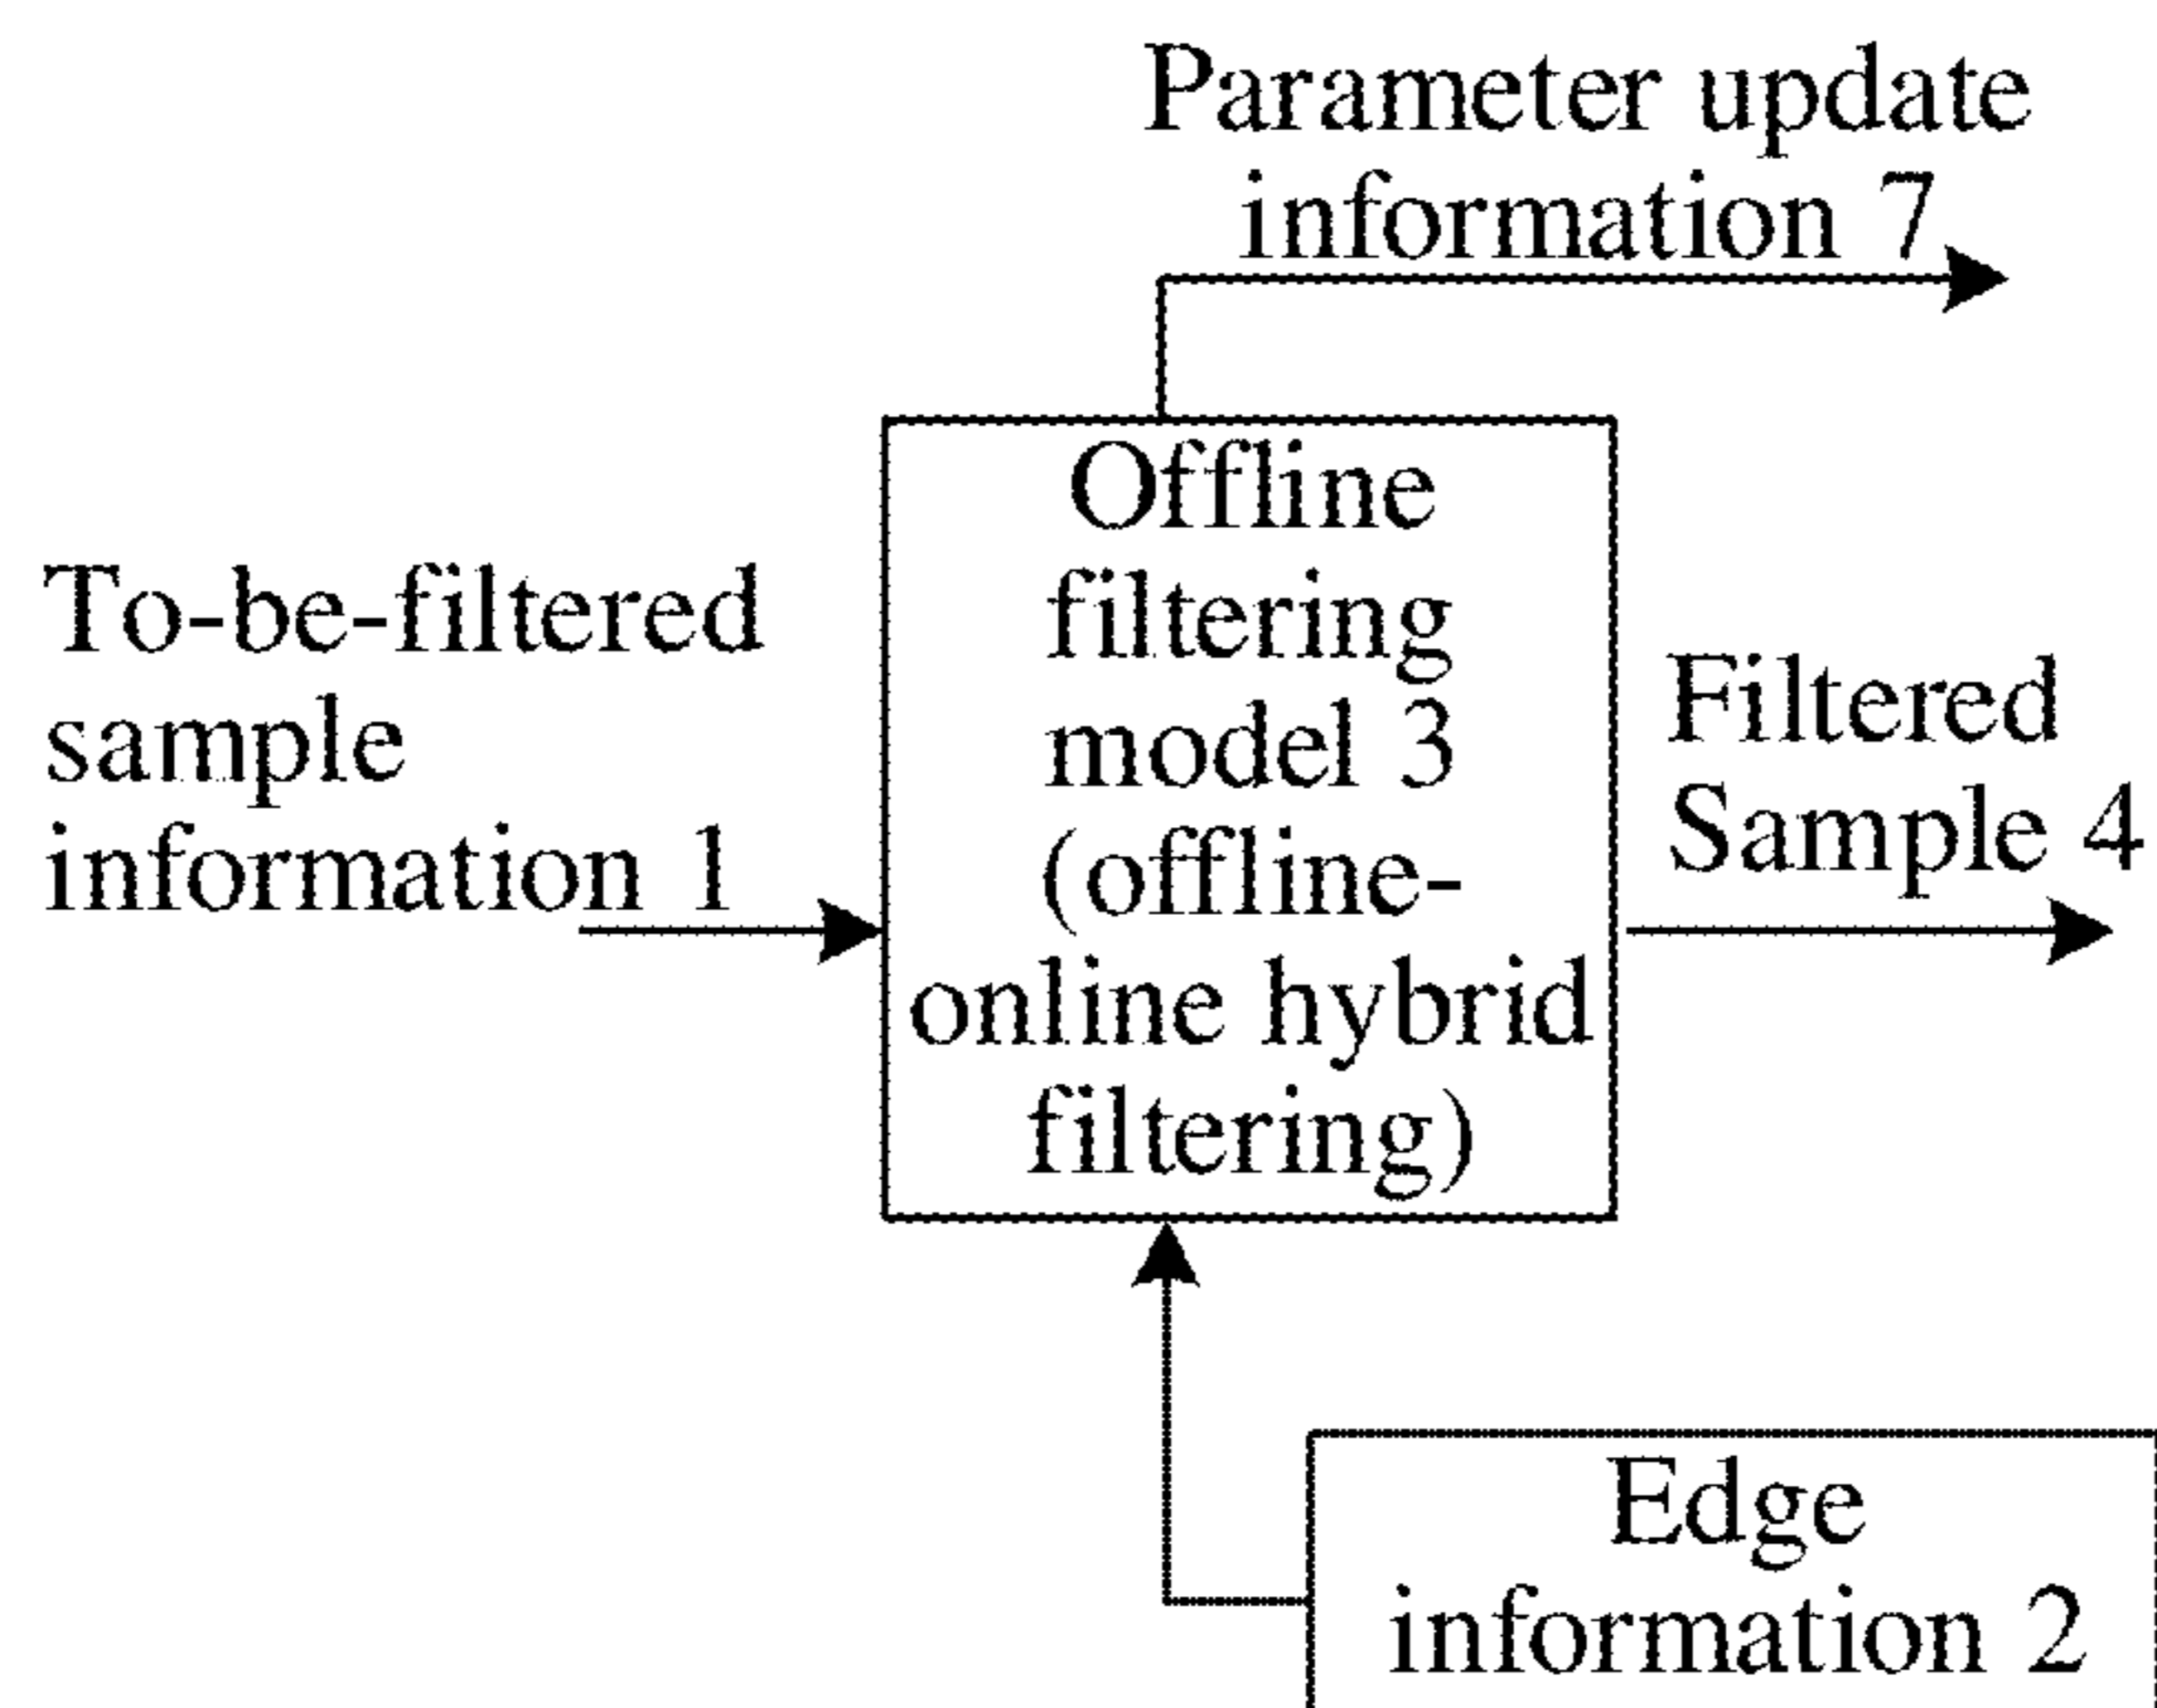 Parameter update
information 7
To-be-filtered
sample
information 1
Offline
filtering
model 3
(offline-
online hybrid
filtering)
Filtered
Sample 4
Edge
information 2